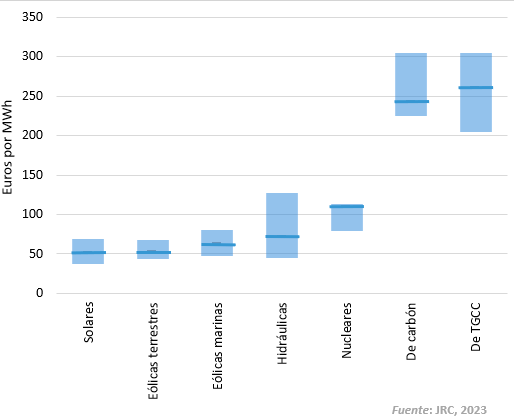 350
300
250
200
150
100
50
0
Euros por MWh
Solares
Eólicas terrestres
Eólicas marinas
Hidráulicas
Nucleares
De carbón
De TGCC
Fuente: JRC, 2023